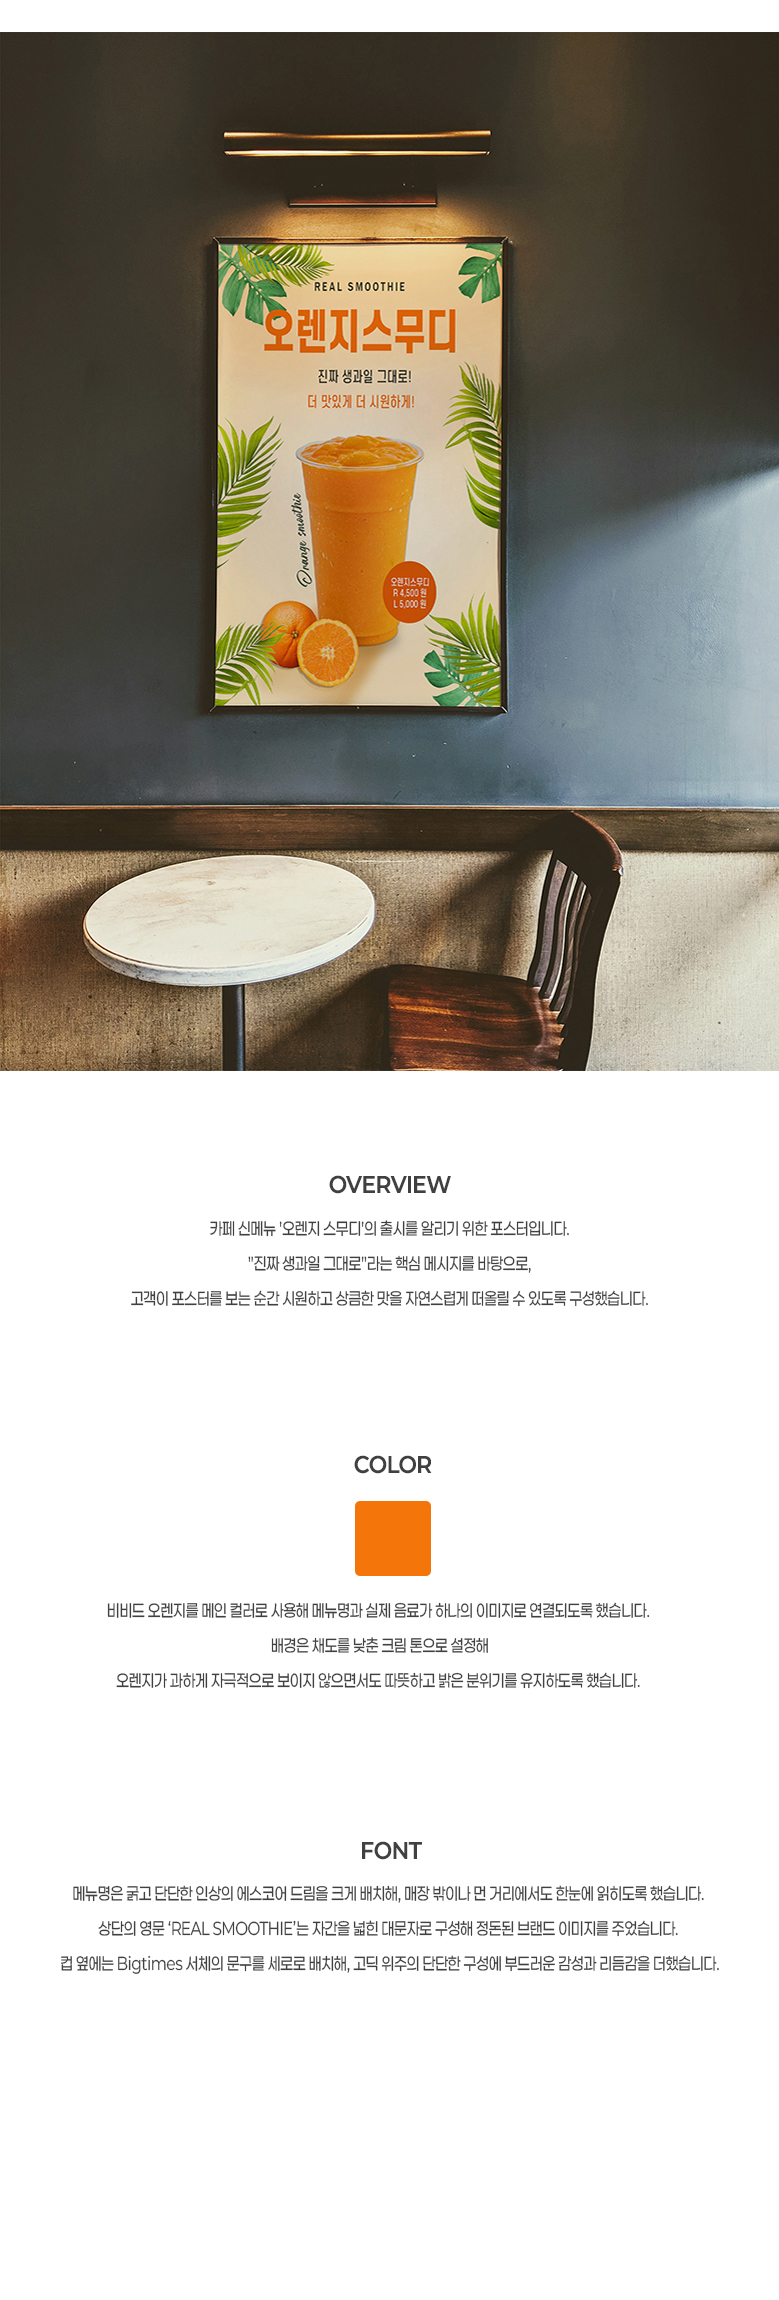 REAL SMOOTHIE
오렌지스무디
진짜 생과일 그대로!
더 맛있게 더 시원하게!
Orange smoothie
오렌지스무디
R 4,500 원
L 5,000 원
OVERVIEW
카페 신메뉴 '오렌지 스무디'의 출시를 알리기 위한 포스터입니다.
"진짜 생과일 그대로"라는 핵심 메시지를 바탕으로,
고객이 포스터를 보는 순간 시원하고 상큼한 맛을 자연스럽게 떠올릴 수 있도록 구성했습니다.
COLOR
비비드 오렌지를 메인 컬러로 사용해 메뉴명과 실제 음료가 하나의 이미지로 연결되도록 했습니다.
배경은 채도를 낮춘 크림 톤으로 설정해
오렌지가 과하게 자극적으로 보이지 않으면서도 따뜻하고 밝은 분위기를 유지하도록 했습니다.
FONT
메뉴명은 굵고 단단한 인상의 에스코어 드림을 크게 배치해, 매장 밖이나 먼 거리에서도 한눈에 읽히도록 했습니다.
상단의 영문 ‘REAL SMOOTHIE’는 자간을 넓힌 대문자로 구성해 정돈된 브랜드 이미지를 주었습니다.
컵 옆에는 Bigtimes 서체의 문구를 세로로 배치해, 고딕 위주의 단단한 구성에 부드러운 감성과 리듬감을 더했습니다.